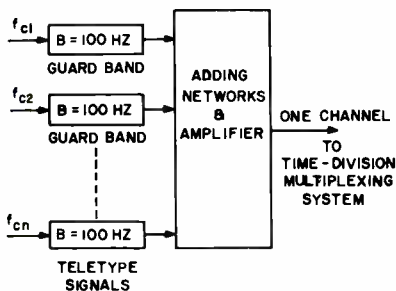 fc1
B = 100 HZ
GUARD BAND
fc2
B = 100 HZ
GUARD BAND
fcn
B = 100 HZ
TELETYPE
SIGNALS
ADDING
NETWORKS
&
AMPLIFIER
ONE CHANNEL
TO
TIME-DIVISION
MULTIPLEXING
SYSTEM